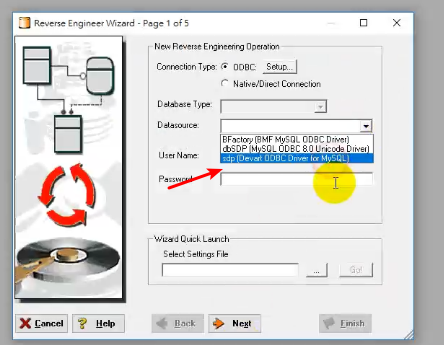 Reverse Engineer Wizard - Page 1 of 5
New Reverse Engineering Operation
Connection Type: ODBC Setup...
Native/Direct Connection
Database Type:
Datasource:
BFactory (BMF MySQL ODBC Driver)
dbSDP (MySQL ODBC 8.0 Unicode Driver)
sdp (Devart ODBC Driver for MySQL)
User Name:
Password:
Wizard Quick Launch
Select Settings File
... Go!
Cancel Help Back Next Finish